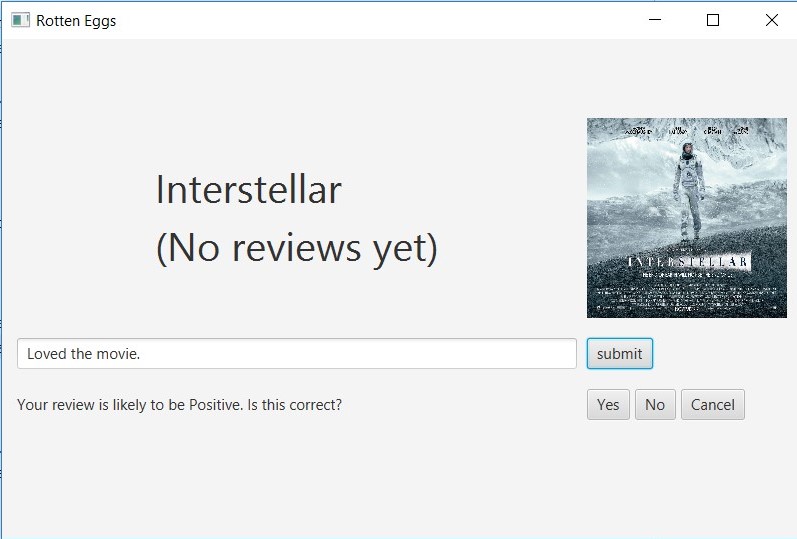 Rotten Eggs
Interstellar
(No reviews yet)
INTERSTELLAR
Loved the movie.
submit
Your review is likely to be Positive. Is this correct?
Yes No Cancel